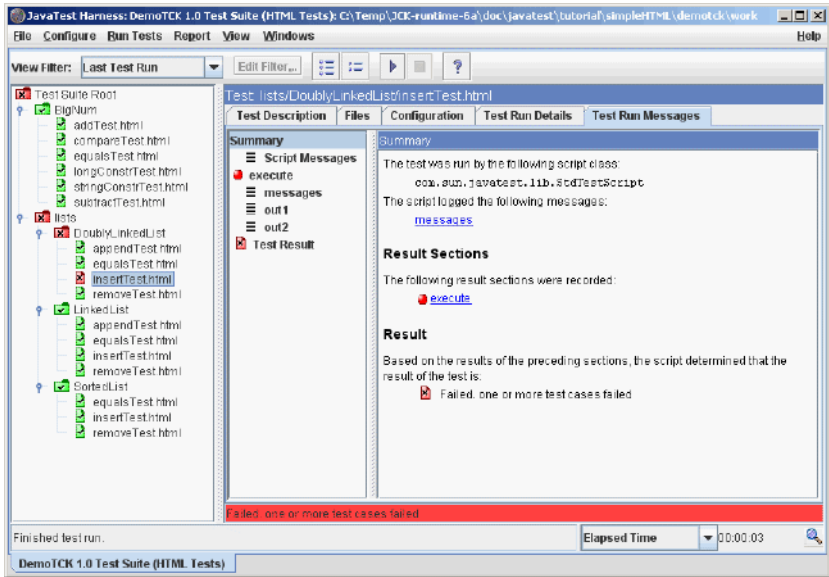 JavaTest Harness: DemoTCK 1.0 Test Suite (HTML Tests): C:\Temp\JCK-runtime-6a\doc\javatest\tutorial\simpleHTML\demotck\work
File Configure Run Tests Report View Windows Help
View Filter: Last Test Run Edit Filter... ?
Test Suite Root
BigNum
addTest.html
compareTest.html
equalsTest.html
longConstrTest.html
stringConstrTest.html
subtractTest.html
lists
DoublyLinkedList
appendTest.html
equalsTest.html
insertTest.html
removeTest.html
LinkedList
appendTest.html
equalsTest.html
insertTest.html
removeTest.html
SortedList
equalsTest.html
insertTest.html
removeTest.html
Test: lists/DoublyLinkedList/insertTest.html
Test Description Files Configuration Test Run Details Test Run Messages
Summary
Script Messages
execute
messages
out1
out2
Test Result
Summary
The test was run by the following script class:
com.sun.javatest.lib.StdTestScript
The script logged the following messages:
messages
Result Sections
The following result sections were recorded:
execute
Result
Based on the results of the preceding sections, the script determined that the
result of the test is:
Failed. one or more test cases failed
Failed. one or more test cases failed
Finished test run. Elapsed Time 00:00:03
DemoTCK 1.0 Test Suite (HTML Tests)